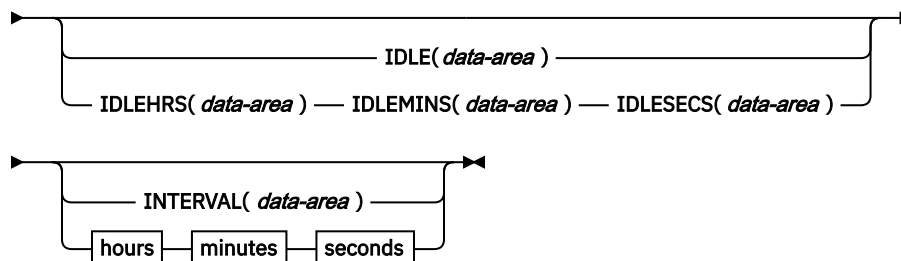 IDLE( data-area )
IDLEHRS( data-area ) IDLEMINS( data-area ) IDLESECS( data-area )
INTERVAL( data-area )
hours minutes seconds